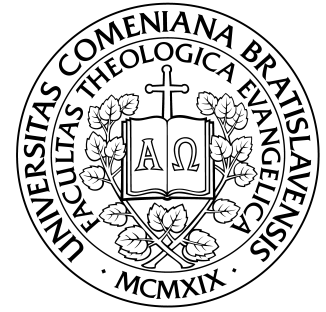 UNIVERSITAS COMENIANA BRATISLAVENSIS
FACULTAS THEOLOGICA EVANGELICA
Α Ω
· MCMXIX ·